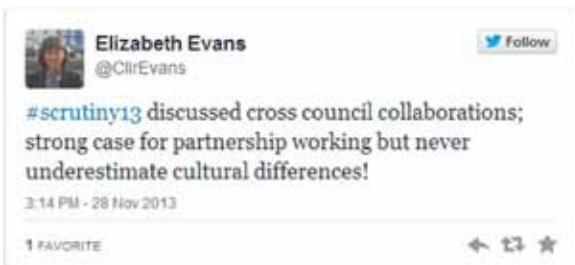 Elizabeth Evans
Follow
@CllrEvans
#scrutiny13 discussed cross council collaborations;
strong case for partnership working but never
underestimate cultural differences!
3:14 PM - 28 Nov 2013
1 FAVORITE